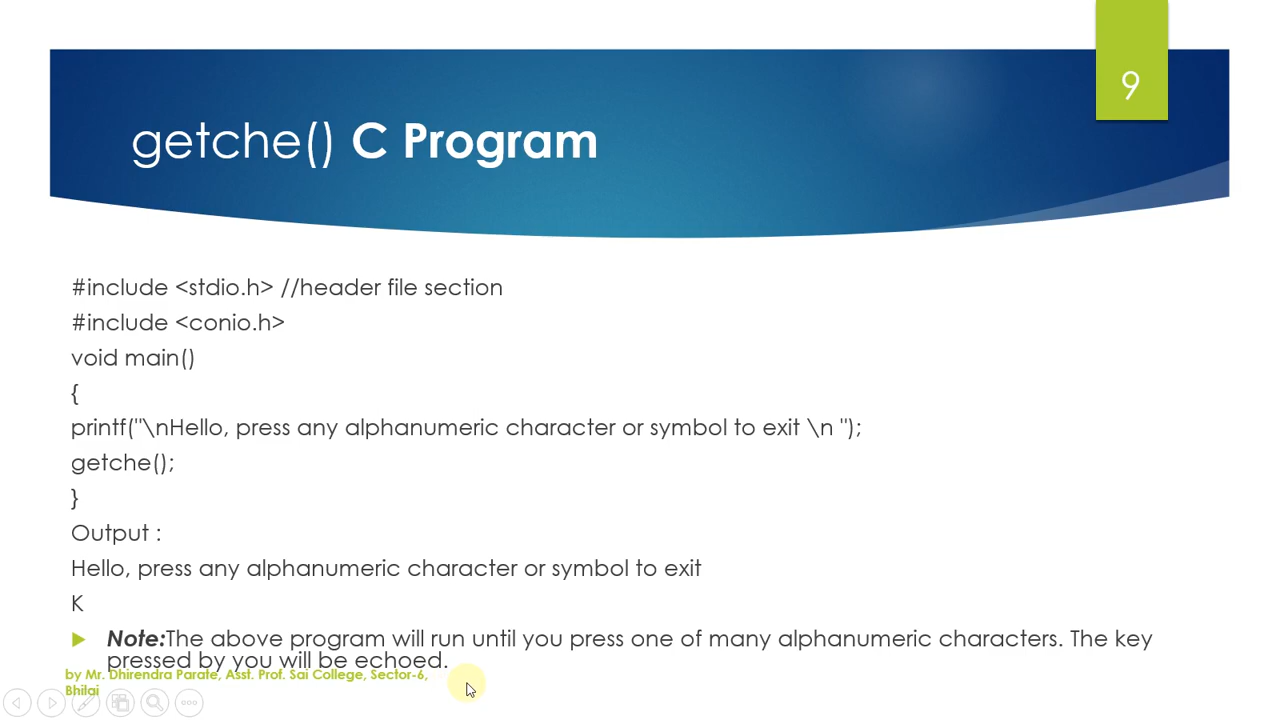 9
getche() C Program
#include <stdio.h> //header file section
#include <conio.h>
void main()
{
printf("\nHello, press any alphanumeric character or symbol to exit \n ");
getche();
}
Output :
Hello, press any alphanumeric character or symbol to exit
K
Note:The above program will run until you press one of many alphanumeric characters. The key
pressed by you will be echoed.
by Mr. Dhirendra Parate, Asst. Prof. Sai College, Sector-6,
Bhilai